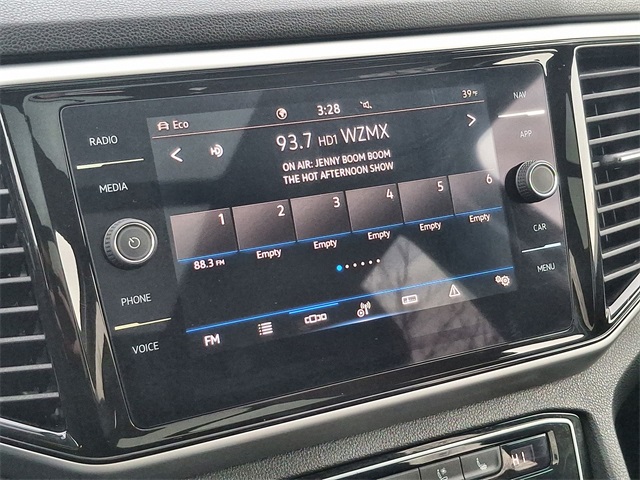 Eco 3:28 39°F
RADIO
MEDIA
PHONE
VOICE
93.7 HD1 WZMX
HD
ON AIR: JENNY BOOM BOOM
THE HOT AFTERNOON SHOW
1 2 3 4 5 6
88.3 FM Empty Empty Empty Empty Empty
FM
NAV
APP
CAR
MENU
HI